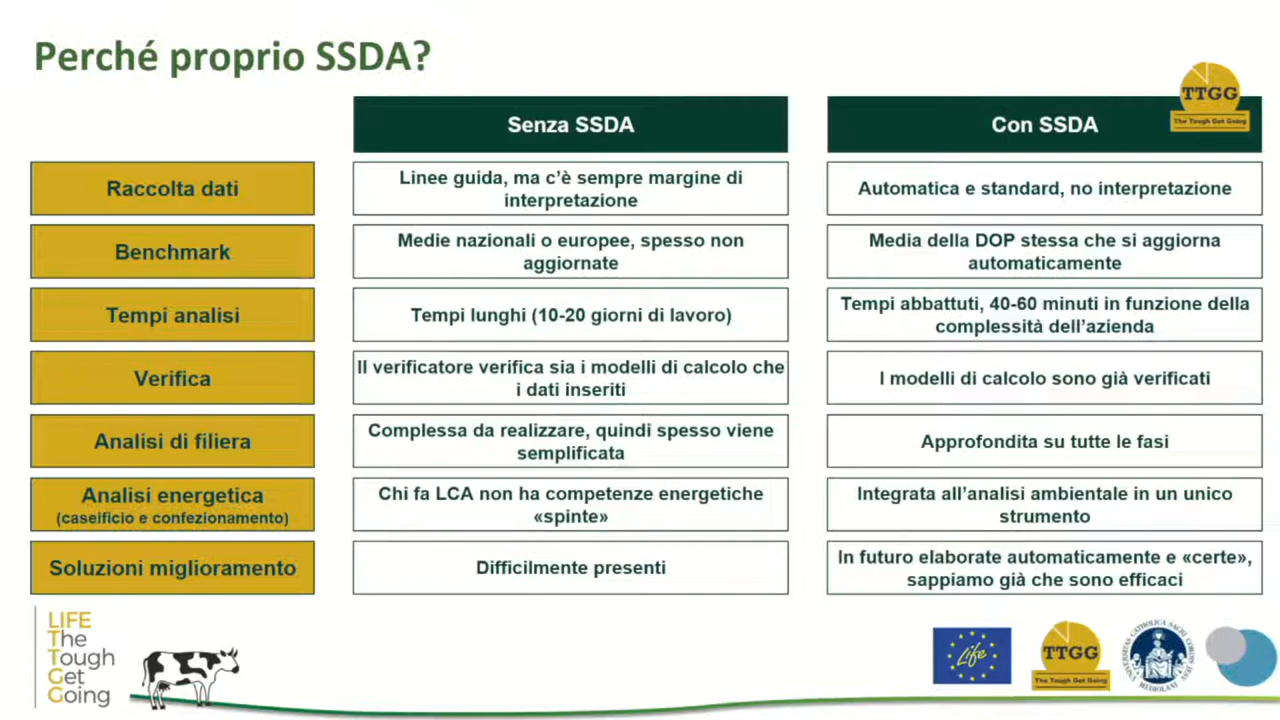 Perché proprio SSDA?
TTGG
The Tough Get Going
Senza SSDA
Con SSDA
Raccolta dati
Linee guida, ma c’è sempre margine di
interpretazione
Automatica e standard, no interpretazione
Benchmark
Medie nazionali o europee, spesso non
aggiornate
Media della DOP stessa che si aggiorna
automaticamente
Tempi analisi
Tempi lunghi (10-20 giorni di lavoro)
Tempi abbattuti, 40-60 minuti in funzione della
complessità dell’azienda
Verifica
Il verificatore verifica sia i modelli di calcolo che
i dati inseriti
I modelli di calcolo sono già verificati
Analisi di filiera
Complessa da realizzare, quindi spesso viene
semplificata
Approfondita su tutte le fasi
Analisi energetica
(caseificio e confezionamento)
Chi fa LCA non ha competenze energetiche
«spinte»
Integrata all’analisi ambientale in un unico
strumento
Soluzioni miglioramento
Difficilmente presenti
In futuro elaborate automaticamente e «certe»,
sappiamo già che sono efficaci
LIFE
The
Tough
Get
Going
Life
TTGG
The Tough Get Going